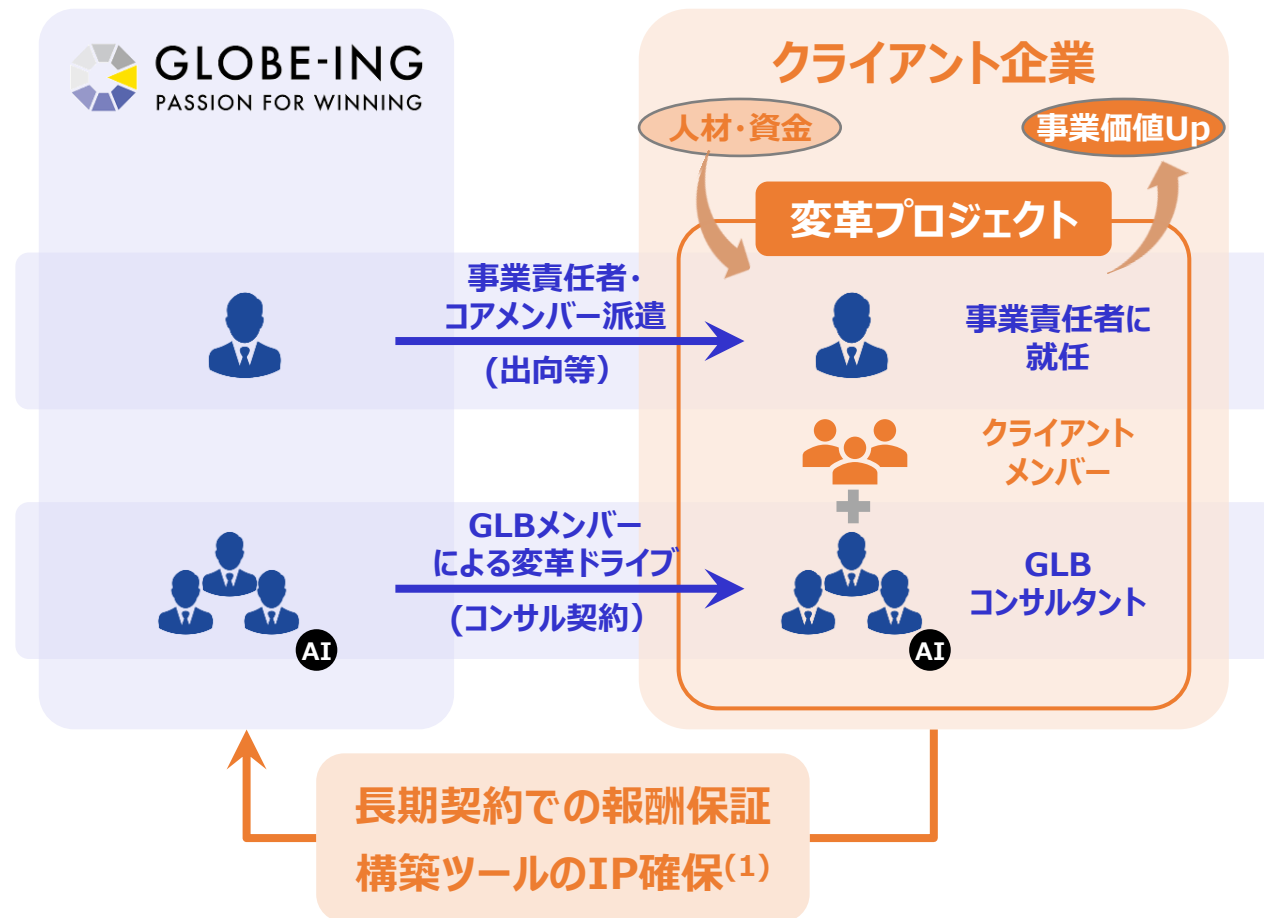 GLOBE-ING
PASSION FOR WINNING
クライアント企業
人材・資金
事業価値Up
変革プロジェクト
事業責任者・
コアメンバー派遣
(出向等）
事業責任者に
就任
クライアント
メンバー
GLBメンバー
による変革ドライブ
(コンサル契約）
GLB
コンサルタント
AI
AI
長期契約での報酬保証
構築ツールのIP確保(1)